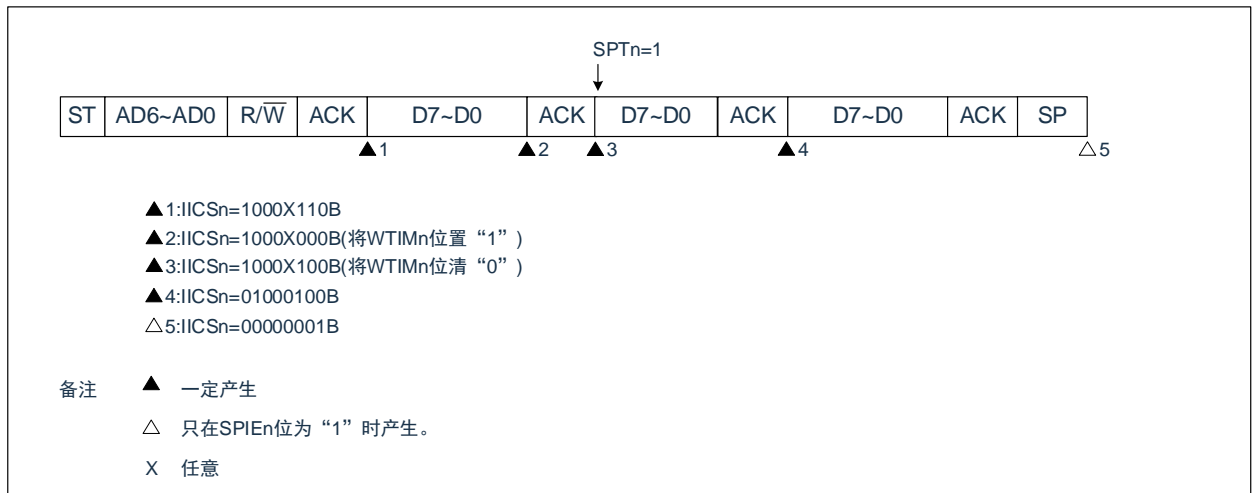 SPTn=1
ST AD6~AD0 R/W̅ ACK D7~D0 ACK D7~D0 ACK D7~D0 ACK SP
▲1 ▲2 ▲3 ▲4 △5
▲1:IICSn=1000X110B
▲2:IICSn=1000X000B(将WTIMn位置“1”)
▲3:IICSn=1000X100B(将WTIMn位清“0”)
▲4:IICSn=01000100B
△5:IICSn=00000001B
备注 ▲ 一定产生
△ 只在SPIEn位为“1”时产生。
X 任意